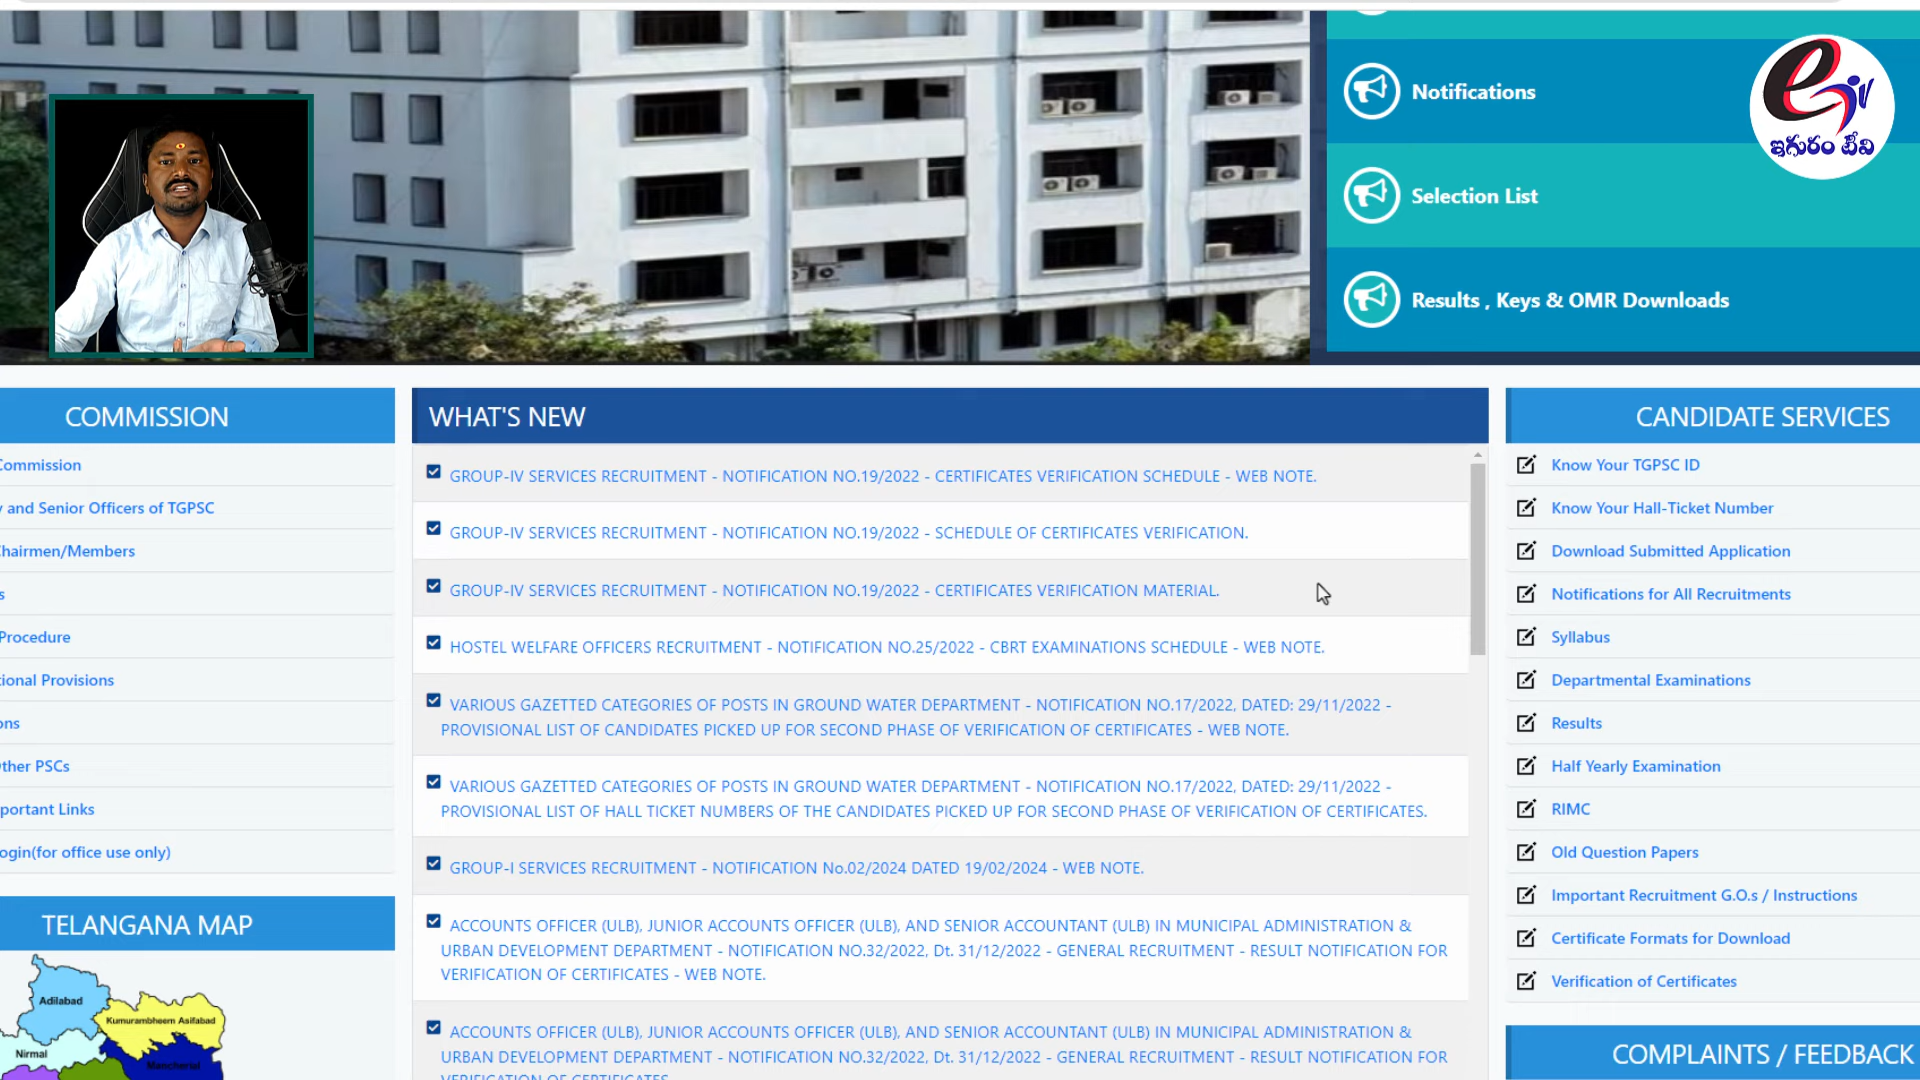 Notifications
Selection List
Results , Keys & OMR Downloads
ఇగురం టీవి
COMMISSION
Commission
and Senior Officers of TGPSC
Chairmen/Members
Procedure
Other PSCs
WHAT'S NEW
GROUP-IV SERVICES RECRUITMENT - NOTIFICATION NO.19/2022 - CERTIFICATES VERIFICATION SCHEDULE - WEB NOTE.
GROUP-IV SERVICES RECRUITMENT - NOTIFICATION NO.19/2022 - SCHEDULE OF CERTIFICATES VERIFICATION.
GROUP-IV SERVICES RECRUITMENT - NOTIFICATION NO.19/2022 - CERTIFICATES VERIFICATION MATERIAL.
HOSTEL WELFARE OFFICERS RECRUITMENT - NOTIFICATION NO.25/2022 - CBRT EXAMINATIONS SCHEDULE - WEB NOTE.
VARIOUS GAZETTED CATEGORIES OF POSTS IN GROUND WATER DEPARTMENT - NOTIFICATION NO.17/2022, DATED: 29/11/2022 -
PROVISIONAL LIST OF CANDIDATES PICKED UP FOR SECOND PHASE OF VERIFICATION OF CERTIFICATES - WEB NOTE.
VARIOUS GAZETTED CATEGORIES OF POSTS IN GROUND WATER DEPARTMENT - NOTIFICATION NO.17/2022, DATED: 29/11/2022 -
PROVISIONAL LIST OF HALL TICKET NUMBERS OF THE CANDIDATES PICKED UP FOR SECOND PHASE OF VERIFICATION OF CERTIFICATES.
GROUP-I SERVICES RECRUITMENT - NOTIFICATION No.02/2024 DATED 19/02/2024 - WEB NOTE.
ACCOUNTS OFFICER (ULB), JUNIOR ACCOUNTS OFFICER (ULB), AND SENIOR ACCOUNTANT (ULB) IN MUNICIPAL ADMINISTRATION &
URBAN DEVELOPMENT DEPARTMENT - NOTIFICATION NO.32/2022, Dt. 31/12/2022 - GENERAL RECRUITMENT - RESULT NOTIFICATION FOR
VERIFICATION OF CERTIFICATES - WEB NOTE.
ACCOUNTS OFFICER (ULB), JUNIOR ACCOUNTS OFFICER (ULB), AND SENIOR ACCOUNTANT (ULB) IN MUNICIPAL ADMINISTRATION &
URBAN DEVELOPMENT DEPARTMENT - NOTIFICATION NO.32/2022, Dt. 31/12/2022 - GENERAL RECRUITMENT - RESULT NOTIFICATION FOR
VERIFICATION OF CERTIFICATES
CANDIDATE SERVICES
Know Your TGPSC ID
Know Your Hall-Ticket Number
Download Submitted Application
Notifications for All Recruitments
Syllabus
Departmental Examinations
Results
Half Yearly Examination
RIMC
Old Question Papers
Important Recruitment G.O.s / Instructions
Certificate Formats for Download
Verification of Certificates
COMPLAINTS / FEEDBACK
tional Provisions
ons
portant Links
ogin(for office use only)
TELANGANA MAP
Adilabad
Kumurambheem Asifabad
Nirmal
Mancherial